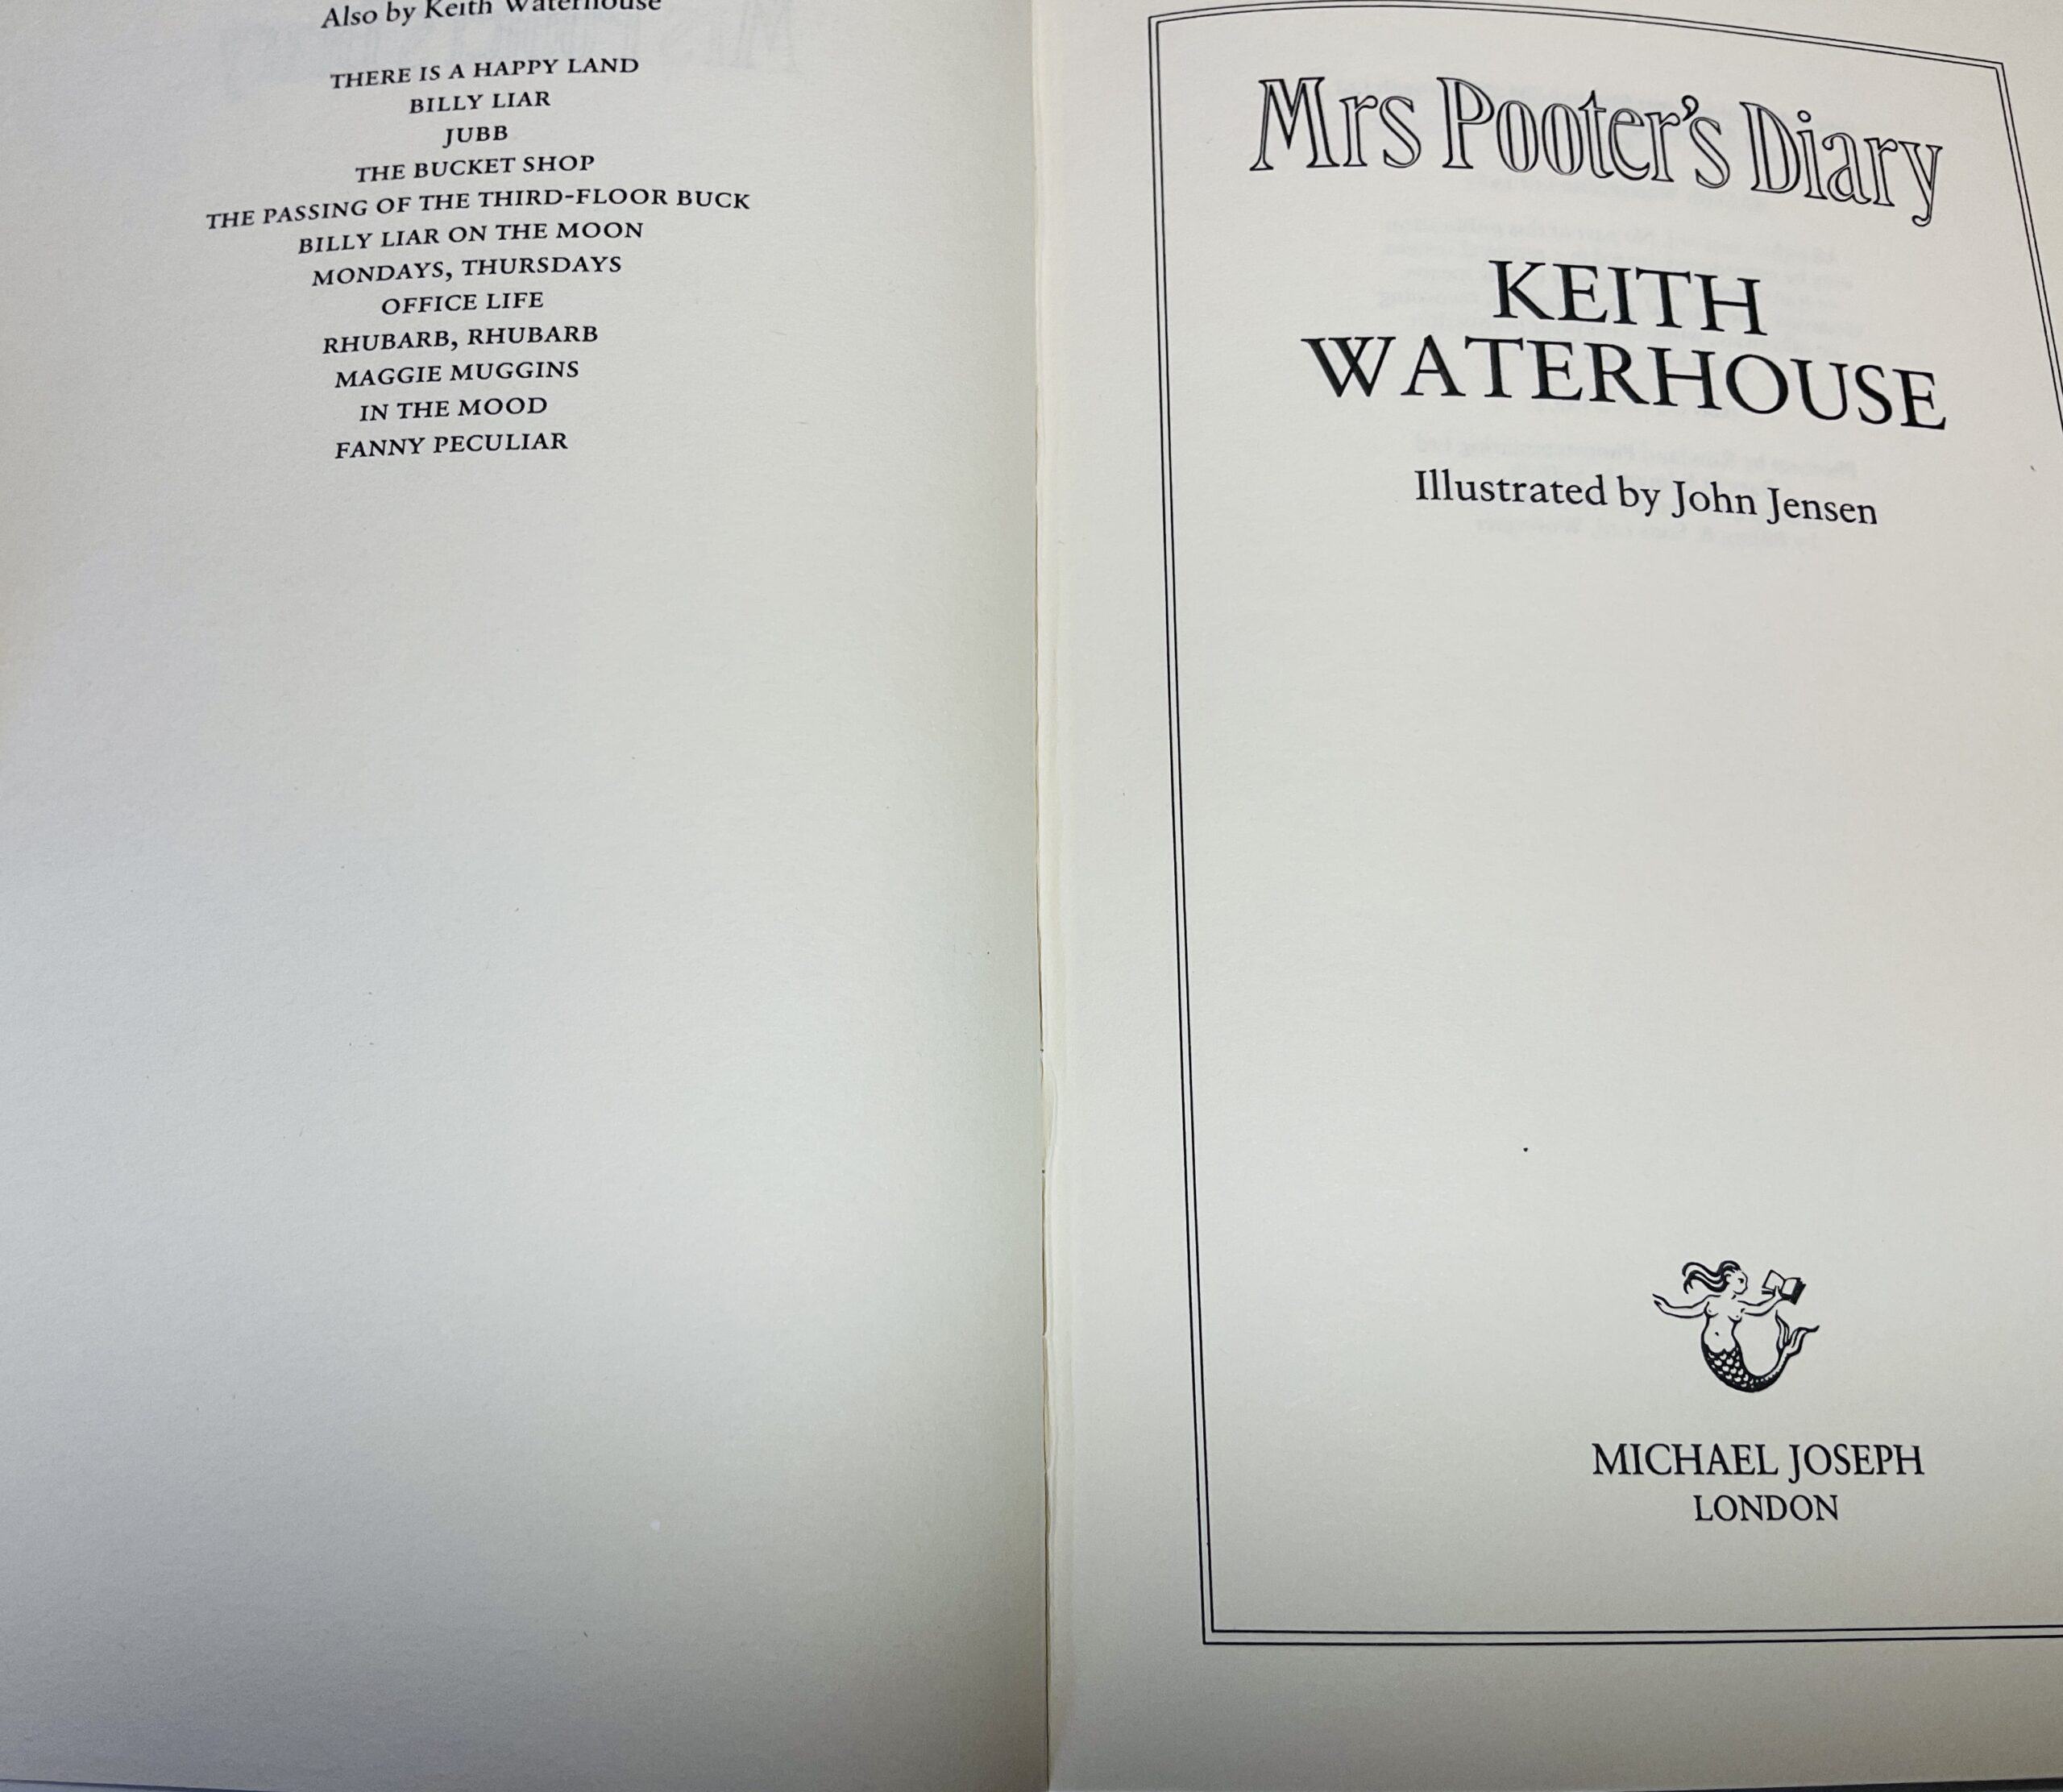 Also by Keith Waterhouse
THERE IS A HAPPY LAND
BILLY LIAR
JUBB
THE BUCKET SHOP
THE PASSING OF THE THIRD-FLOOR BUCK
BILLY LIAR ON THE MOON
MONDAYS, THURSDAYS
OFFICE LIFE
RHUBARB, RHUBARB
MAGGIE MUGGINS
IN THE MOOD
FANNY PECULIAR
Mrs Pooter's Diary
KEITH
WATERHOUSE
Illustrated by John Jensen
MICHAEL JOSEPH
LONDON